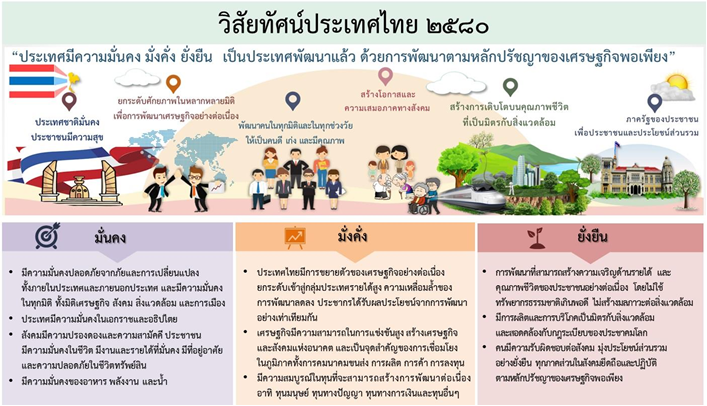 วิสัยทัศน์ประเทศไทย ๒๕๘๐
“ประเทศมีความมั่นคง มั่งคั่ง ยั่งยืน เป็นประเทศพัฒนาแล้ว ด้วยการพัฒนาตามหลักปรัชญาของเศรษฐกิจพอเพียง”
ประเทศชาติมั่นคง
ประชาชนมีความสุข
ยกระดับศักยภาพในหลากหลายมิติ
เพื่อการพัฒนาเศรษฐกิจอย่างต่อเนื่อง
พัฒนาคนในทุกมิติและในทุกช่วงวัย
ให้เป็นคนดี เก่ง และมีคุณภาพ
สร้างโอกาสและ
ความเสมอภาคทางสังคม
สร้างการเติบโตบนคุณภาพชีวิต
ที่เป็นมิตรกับสิ่งแวดล้อม
ภาครัฐของประชาชน
เพื่อประชาชนและประโยชน์ส่วนรวม
มั่นคง
• มีความมั่นคงปลอดภัยจากภัยและการเปลี่ยนแปลง
ทั้งภายในประเทศและภายนอกประเทศ และมีความมั่นคง
ในทุกมิติ ทั้งมิติเศรษฐกิจ สังคม สิ่งแวดล้อม และการเมือง
• ประเทศมีความมั่นคงในเอกราชและอธิปไตย
• สังคมมีความปรองดองและความสามัคคี ประชาชน
มีความมั่นคงในชีวิต มีงานและรายได้ที่มั่นคง มีที่อยู่อาศัย
และความปลอดภัยในชีวิตทรัพย์สิน
• มีความมั่นคงของอาหาร พลังงาน และน้ำ
มั่งคั่ง
• ประเทศไทยมีการขยายตัวของเศรษฐกิจอย่างต่อเนื่อง
ยกระดับเข้าสู่กลุ่มประเทศรายได้สูง ความเหลื่อมล้ำของ
การพัฒนาลดลง ประชากรได้รับผลประโยชน์จากการพัฒนา
อย่างเท่าเทียมกัน
• เศรษฐกิจมีความสามารถในการแข่งขันสูง สร้างเศรษฐกิจ
และสังคมแห่งอนาคต และเป็นจุดสำคัญของการเชื่อมโยง
ในภูมิภาคทั้งการคมนาคมขนส่ง การผลิต การค้า การลงทุน
• มีความสมบูรณ์ในทุนที่จะสามารถสร้างการพัฒนาต่อเนื่อง
อาทิ ทุนมนุษย์ ทุนทางปัญญา ทุนทางการเงินและทุนอื่นๆ
ยั่งยืน
• การพัฒนาที่สามารถสร้างความเจริญด้านรายได้ และ
คุณภาพชีวิตของประชาชนอย่างต่อเนื่อง โดยไม่ใช้
ทรัพยากรธรรมชาติเกินพอดี ไม่สร้างมลภาวะต่อสิ่งแวดล้อม
• มีการผลิตและการบริโภคเป็นมิตรกับสิ่งแวดล้อม
และสอดคล้องกับกฎระเบียบของประชาคมโลก
• คนมีความรับผิดชอบต่อสังคม มุ่งประโยชน์ส่วนรวม
อย่างยั่งยืน ทุกภาคส่วนในสังคมยึดถือและปฏิบัติ
ตามหลักปรัชญาของเศรษฐกิจพอเพียง